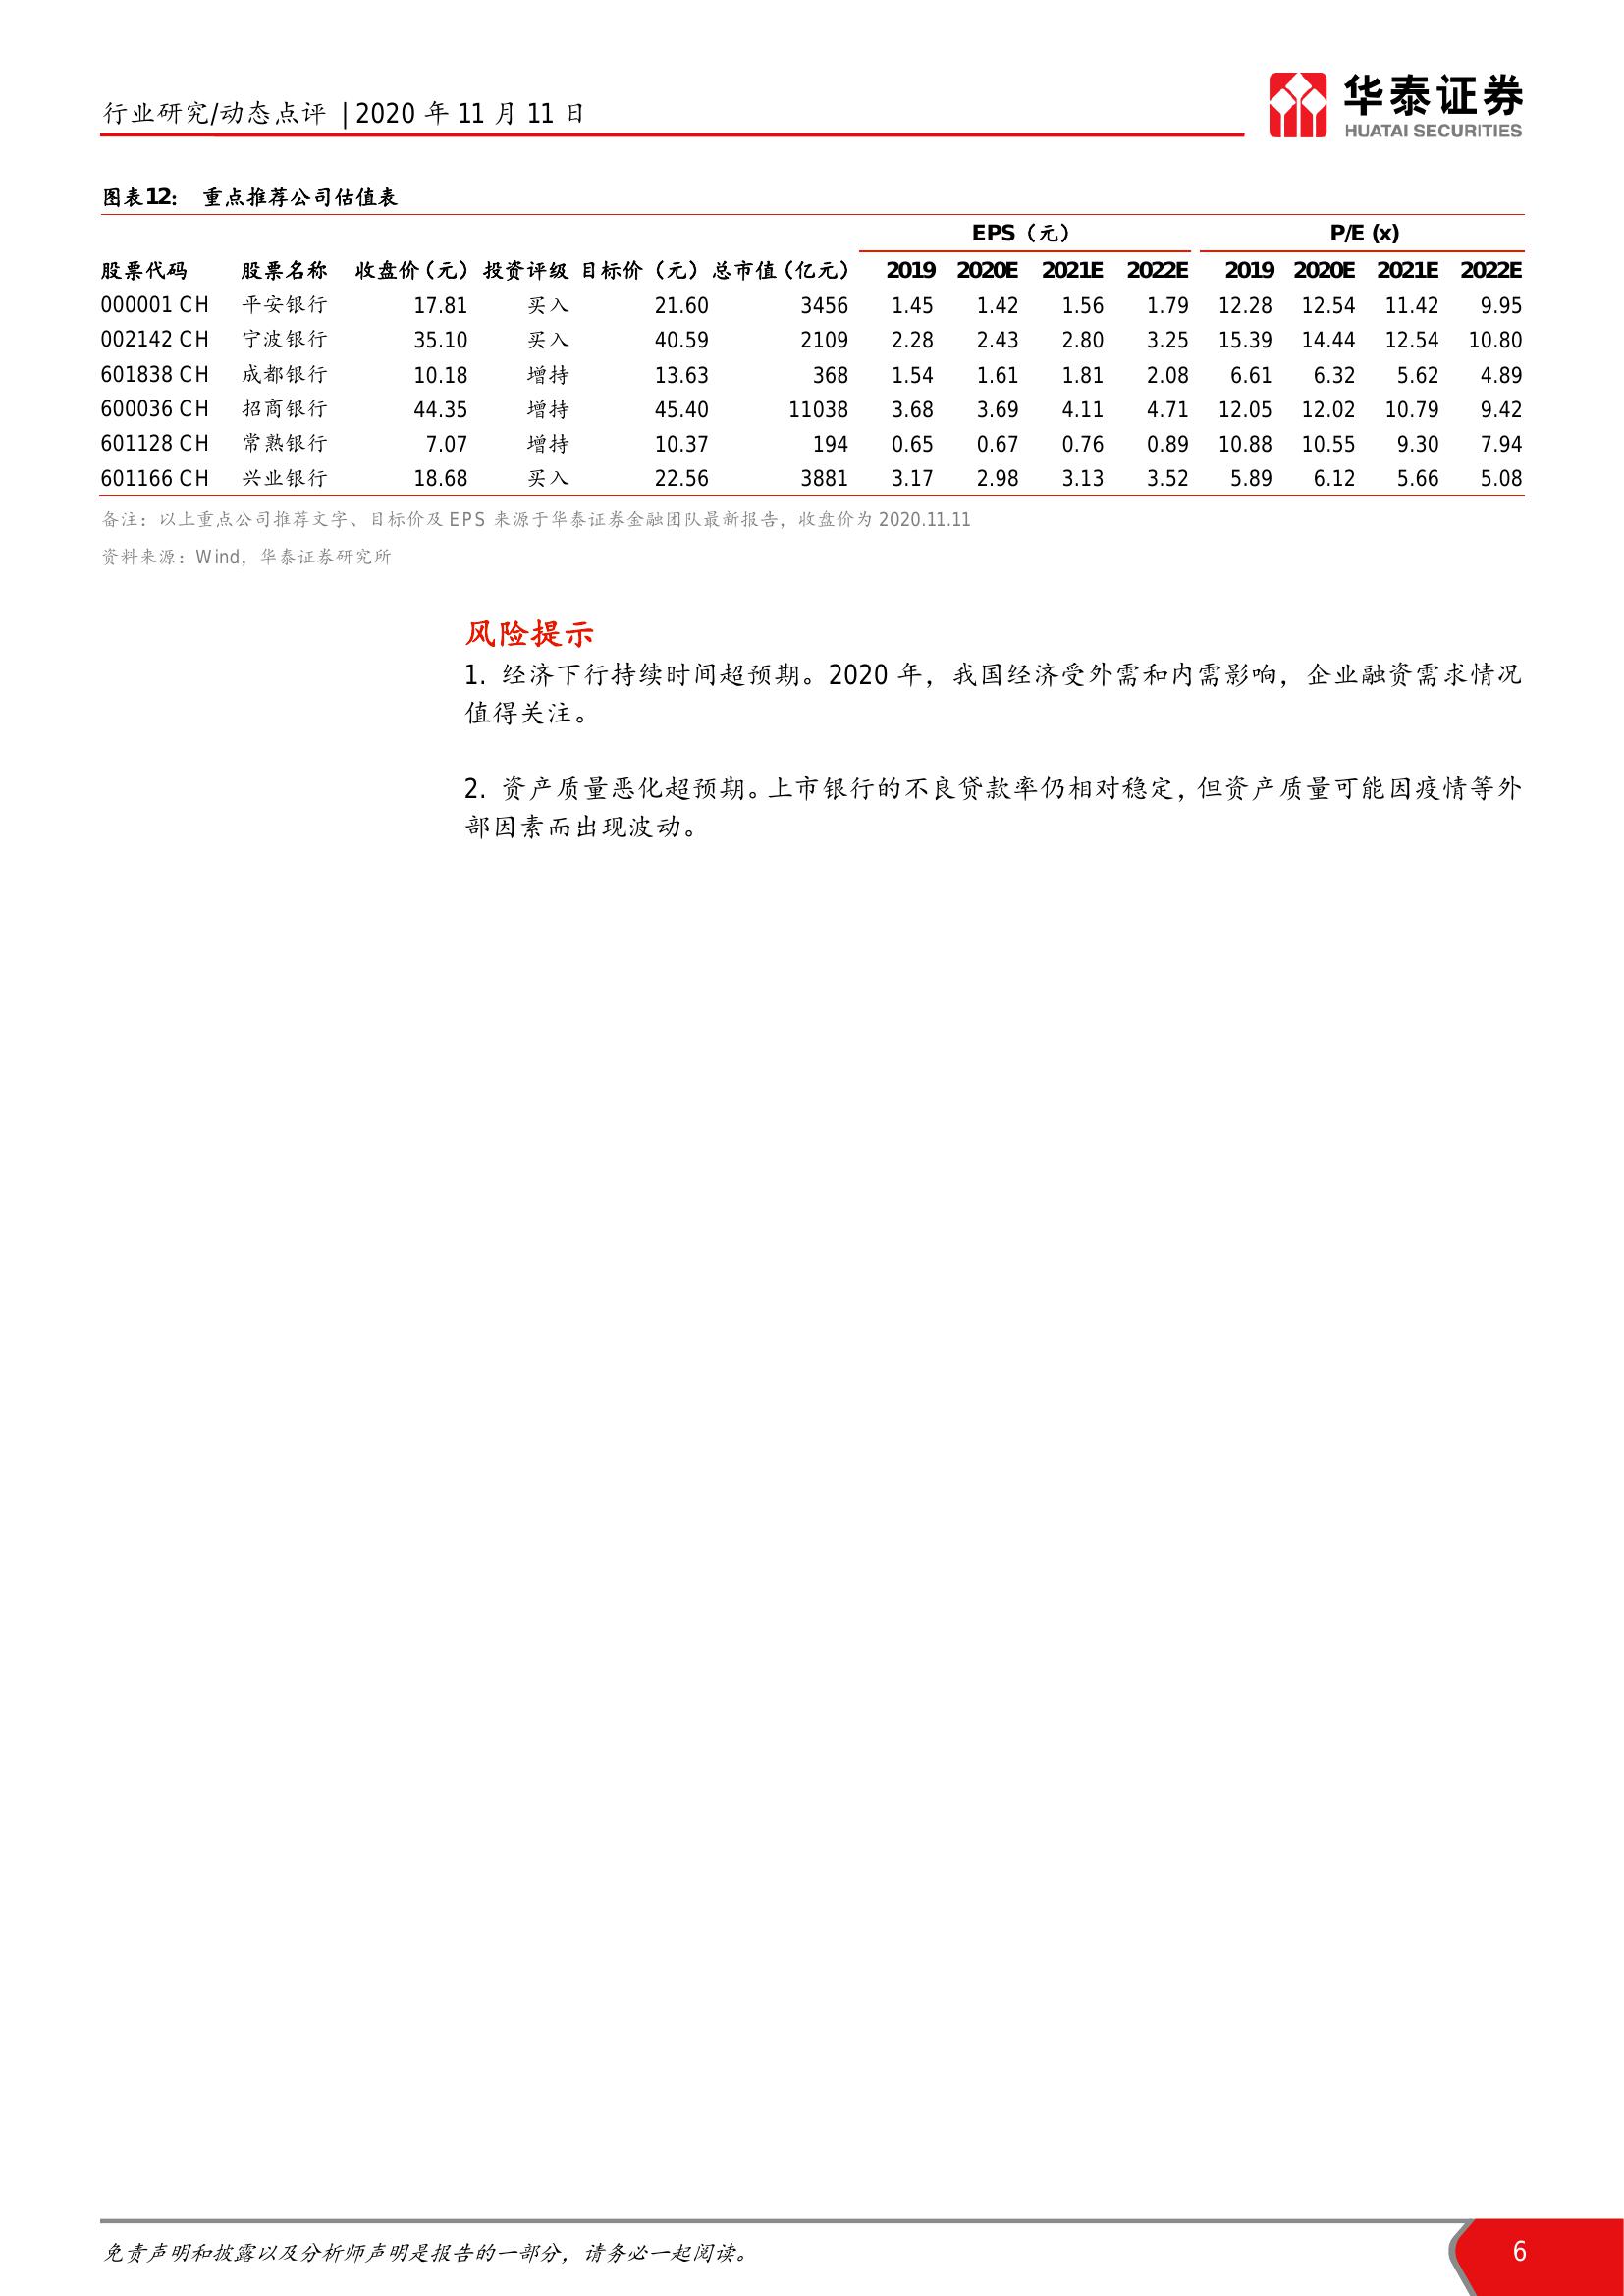 行业研究/动态点评 | 2020 年 11 月 11 日
华泰证券
HUATAI SECURITIES
图表12： 重点推荐公司估值表
EPS（元） P/E (x)
股票代码 股票名称 收盘价（元） 投资评级 目标价（元） 总市值（亿元） 2019 2020E 2021E 2022E 2019 2020E 2021E 2022E
000001 CH 平安银行 17.81 买入 21.60 3456 1.45 1.42 1.56 1.79 12.28 12.54 11.42 9.95
002142 CH 宁波银行 35.10 买入 40.59 2109 2.28 2.43 2.80 3.25 15.39 14.44 12.54 10.80
601838 CH 成都银行 10.18 增持 13.63 368 1.54 1.61 1.81 2.08 6.61 6.32 5.62 4.89
600036 CH 招商银行 44.35 增持 45.40 11038 3.68 3.69 4.11 4.71 12.05 12.02 10.79 9.42
601128 CH 常熟银行 7.07 增持 10.37 194 0.65 0.67 0.76 0.89 10.88 10.55 9.30 7.94
601166 CH 兴业银行 18.68 买入 22.56 3881 3.17 2.98 3.13 3.52 5.89 6.12 5.66 5.08
备注：以上重点公司推荐文字、目标价及 EPS 来源于华泰证券金融团队最新报告，收盘价为 2020.11.11
资料来源：Wind，华泰证券研究所
风险提示
1. 经济下行持续时间超预期。2020 年，我国经济受外需和内需影响，企业融资需求情况
值得关注。
2. 资产质量恶化超预期。上市银行的不良贷款率仍相对稳定，但资产质量可能因疫情等外
部因素而出现波动。
免责声明和披露以及分析师声明是报告的一部分，请务必一起阅读。 6